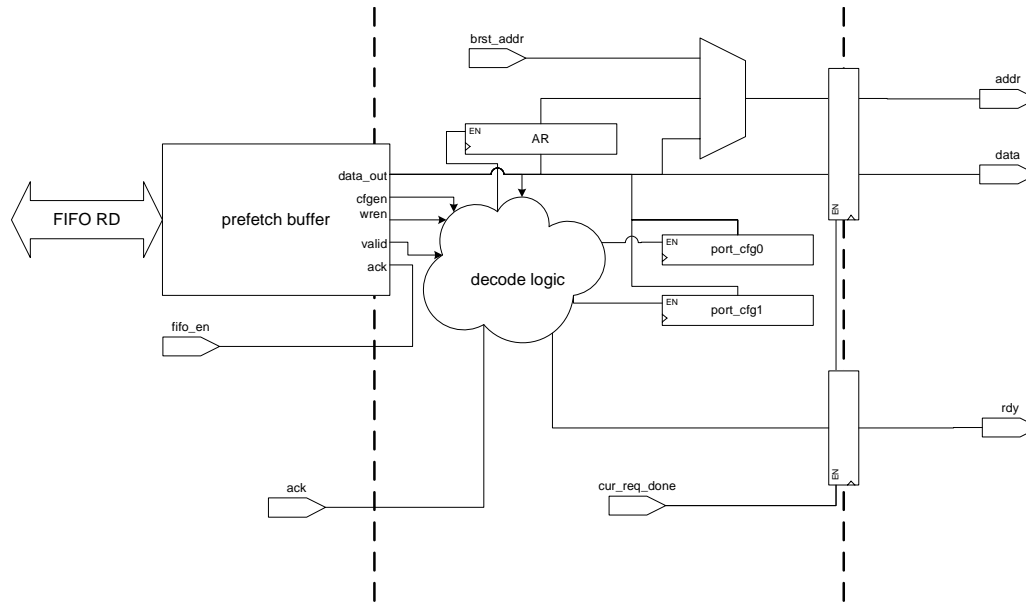 brst_addr
addr
EN
AR
data
data_out
cfgen
wren
valid
ack
FIFO RD
prefetch buffer
decode logic
EN
port_cfg0
EN
port_cfg1
EN
fifo_en
rdy
ack
cur_req_done
EN